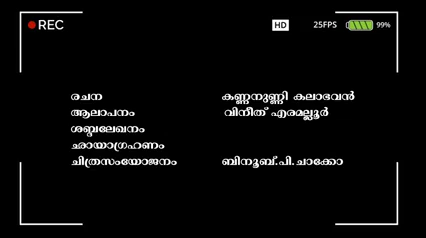 REC
HD 25FPS 99%
രചന കണ്ണനുണ്ണി കലാഭവൻ
ആലാപനം വിനീത് എരമല്ലൂർ
ശബ്ദലേഖനം
ഛായാഗ്രഹണം
ചിത്രസംയോജനം ബിനൂബ്.പി.ചാക്കോ